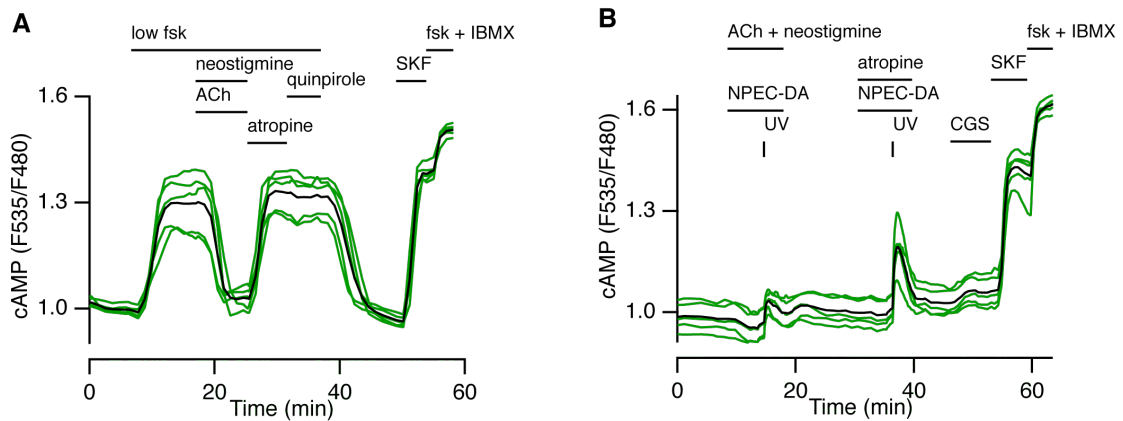 A
low fsk
fsk + IBMX
neostigmine
SKF
quinpirole
ACh
atropine
cAMP (F535/F480)
1.6
1.3
1.0
0
20
40
60
Time (min)
B
ACh + neostigmine
fsk + IBMX
atropine
SKF
NPEC-DA
NPEC-DA
UV
UV
CGS
cAMP (F535/F480)
1.6
1.3
1.0
0
20
40
60
Time (min)